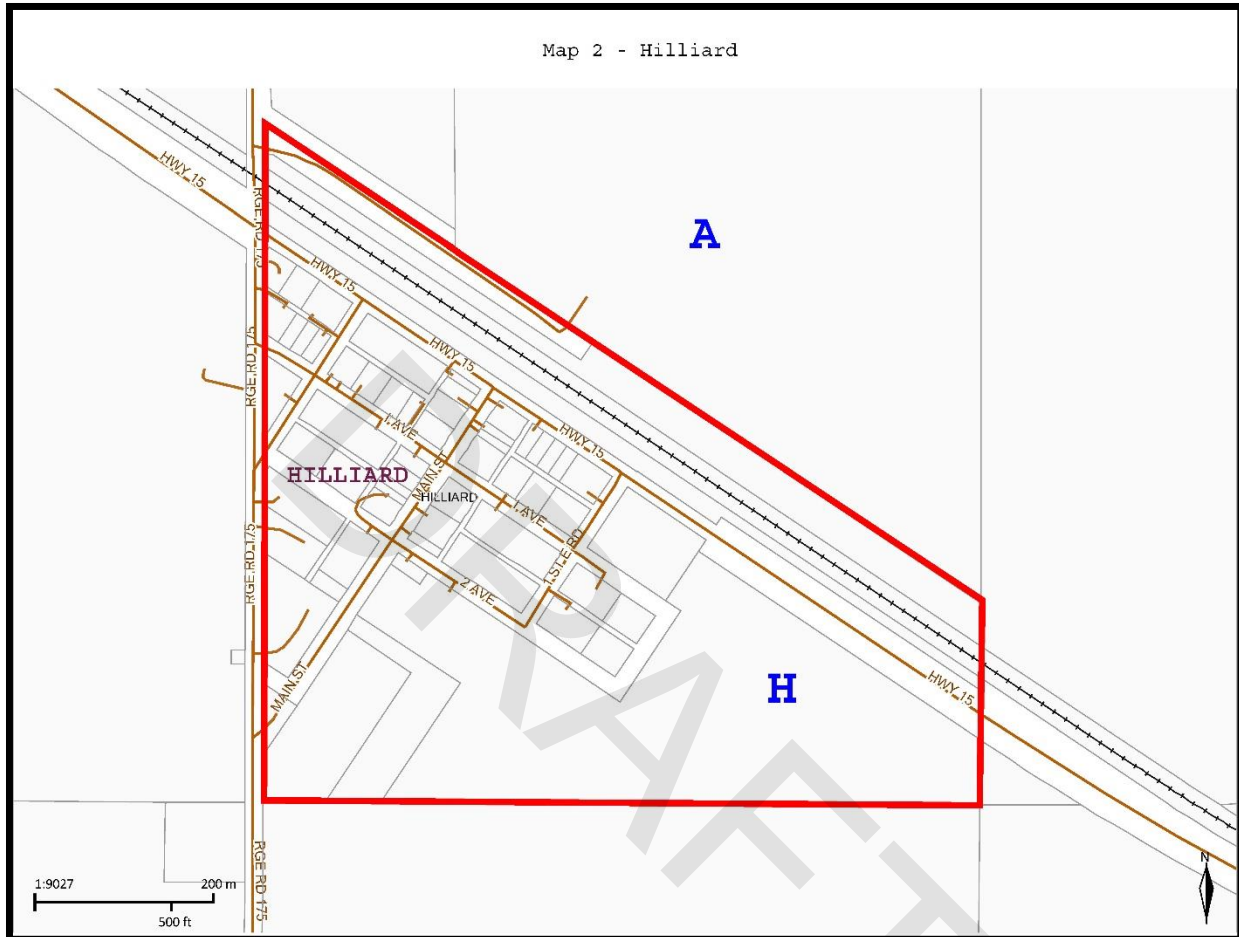 Map 2 - Hilliard
HWY 15
RGE RD 175
A
HWY 15
HWY 15
RGE RD 175
HWY 15
1 AVE
HILLIARD
MAIN ST
HILLIARD
1 AVE
RGE RD 175
1 ST E RD
2 AVE
MAIN ST
H
HWY 15
DRAFT
RGE RD 175
N
1:9027
200 m
500 ft